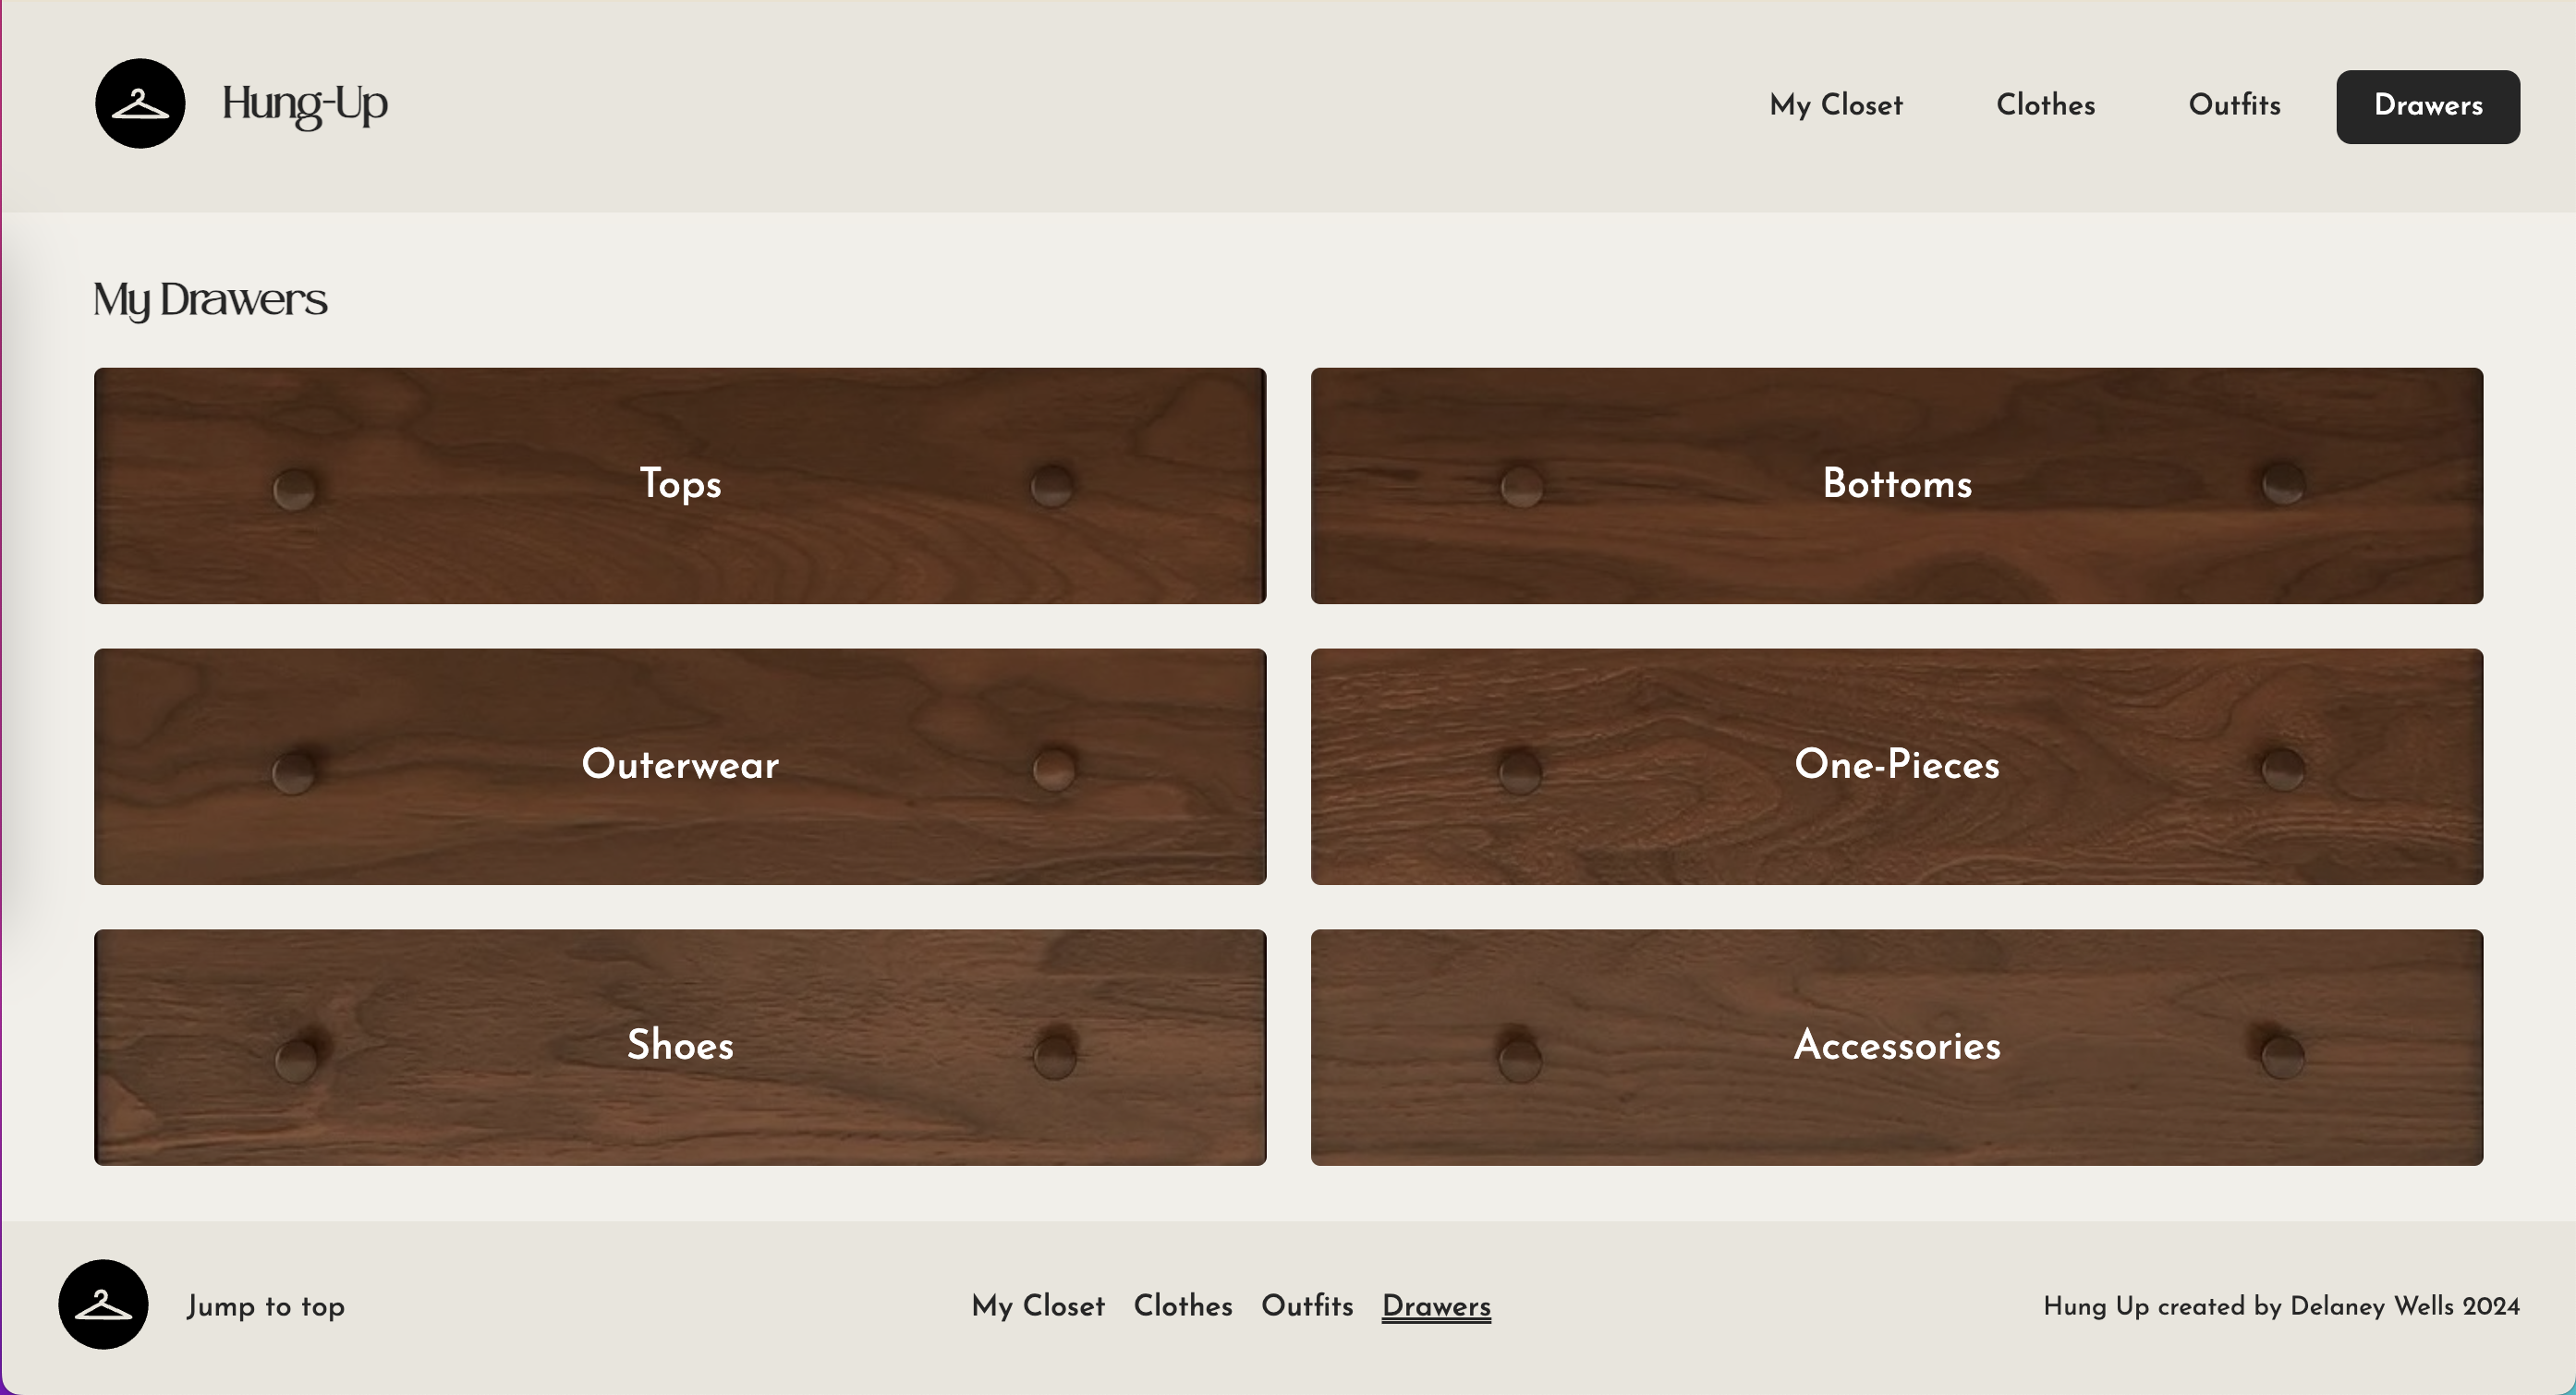 Hung-Up
My Closet Clothes Outfits Drawers
My Drawers
Tops
Bottoms
Outerwear
One-Pieces
Shoes
Accessories
Jump to top
My Closet Clothes Outfits Drawers
Hung Up created by Delaney Wells 2024